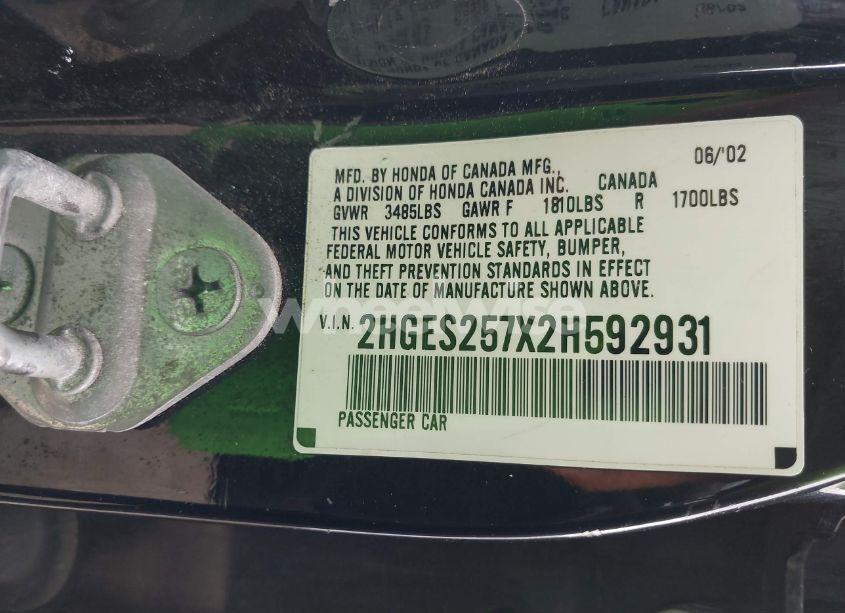 06/'02
MFD. BY HONDA OF CANADA MFG.,
A DIVISION OF HONDA CANADA INC. CANADA
GVWR 3485LBS GAWR F 1810LBS R 1700LBS
THIS VEHICLE CONFORMS TO ALL APPLICABLE
FEDERAL MOTOR VEHICLE SAFETY, BUMPER,
AND THEFT PREVENTION STANDARDS IN EFFECT
ON THE DATE OF MANUFACTURE SHOWN ABOVE.
V.I.N. 2HGES257X2H592931
PASSENGER CAR